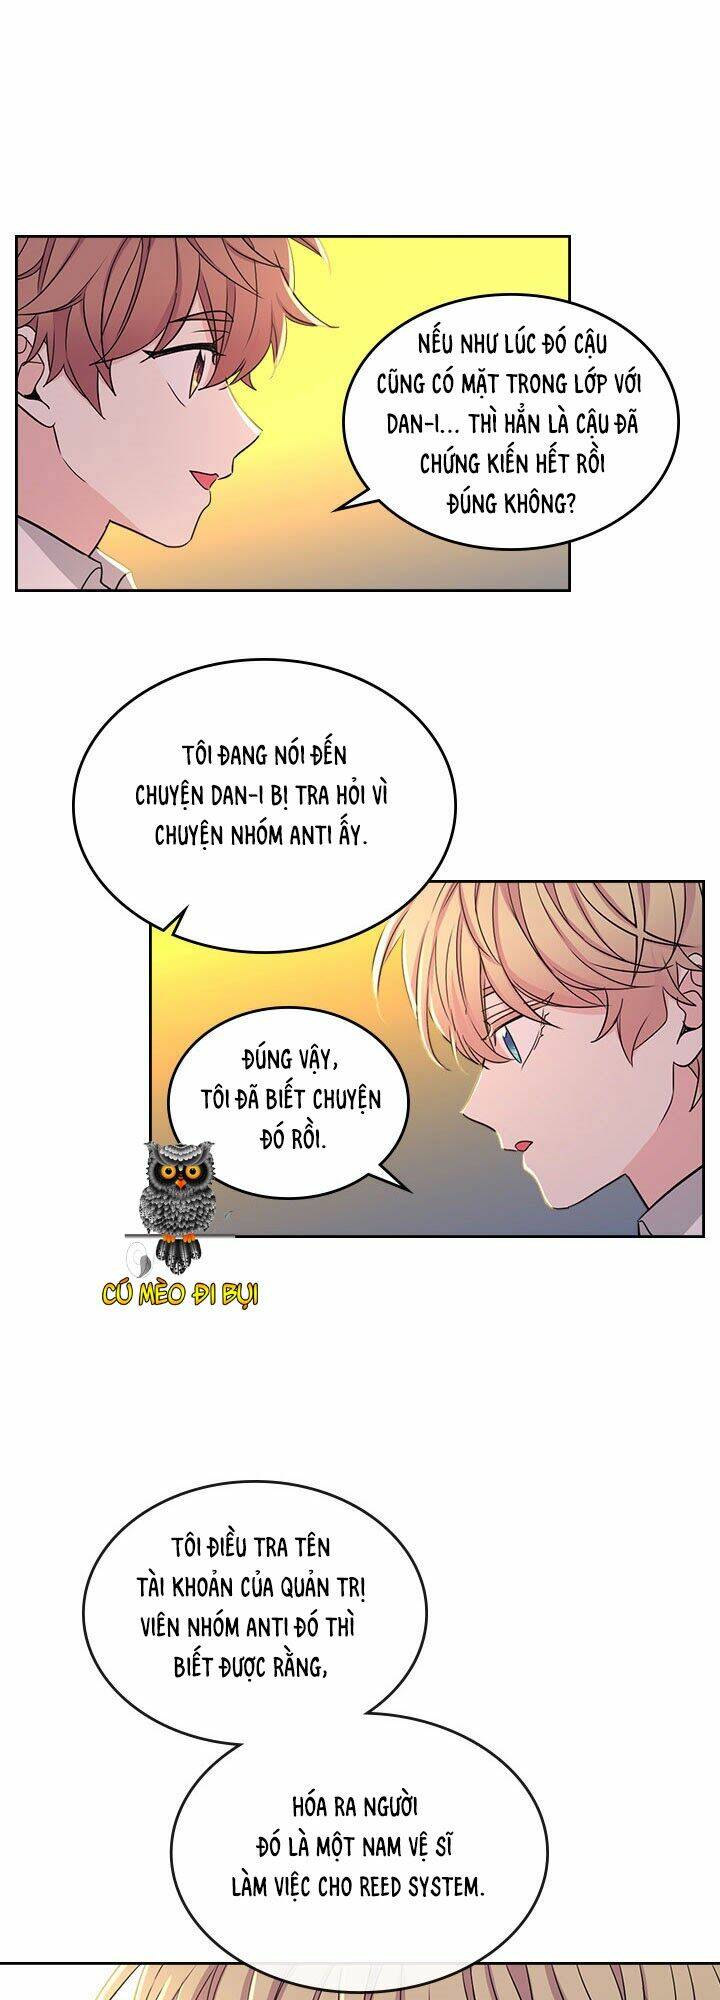 NẾU NHƯ LÚC ĐÓ CẬU
CŨNG CÓ MẶT TRONG LỚP VỚI
DAN-I... THÌ HẲN LÀ CẬU ĐÃ
CHỨNG KIẾN HẾT RỒI
ĐÚNG KHÔNG?
TÔI ĐANG NÓI ĐẾN
CHUYỆN DAN-I BỊ TRA HỎI VÌ
CHUYỆN NHÓM ANTI ẤY.
ĐÚNG VẬY,
TÔI ĐÃ BIẾT CHUYỆN
ĐÓ RỒI.
CÚ MÈO ĐI BỤI
TÔI ĐIỀU TRA TÊN
TÀI KHOẢN CỦA QUẢN TRỊ
VIÊN NHÓM ANTI ĐÓ THÌ
BIẾT ĐƯỢC RẰNG,
HÓA RA NGƯỜI
ĐÓ LÀ MỘT NAM VỆ SĨ
LÀM VIỆC CHO REED SYSTEM.